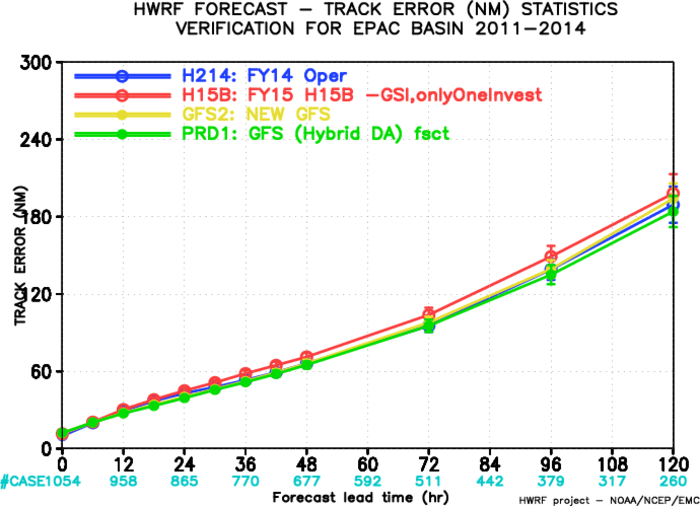 HWRF FORECAST – TRACK ERROR (NM) STATISTICS
VERIFICATION FOR EPAC BASIN 2011–2014
H214: FY14 Oper
H15B: FY15 H15B –GSI,onlyOneInvest
GFS2: NEW GFS
PRD1: GFS (Hybrid DA) fsct
TRACK ERROR (NM)
300
240
180
120
60
0
0 12 24 36 48 60 72 84 96 108 120
#CASE1054 958 865 770 677 592 511 442 379 317 260
Forecast lead time (hr)
HWRF project – NOAA/NCEP/EMC